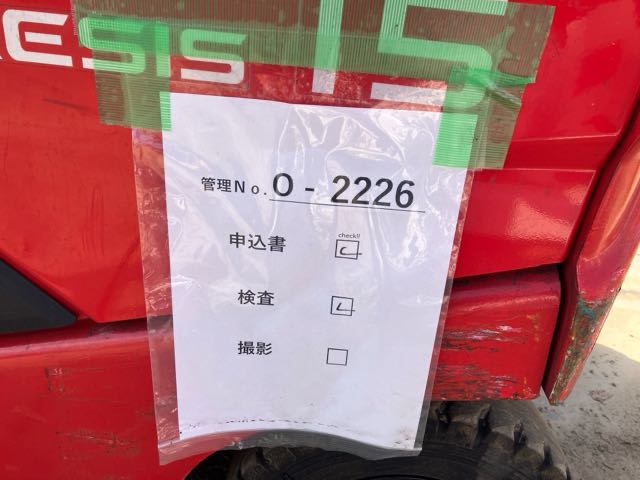 ESIS 15
管理No. O-2226
check!!
申込書
検査
撮影